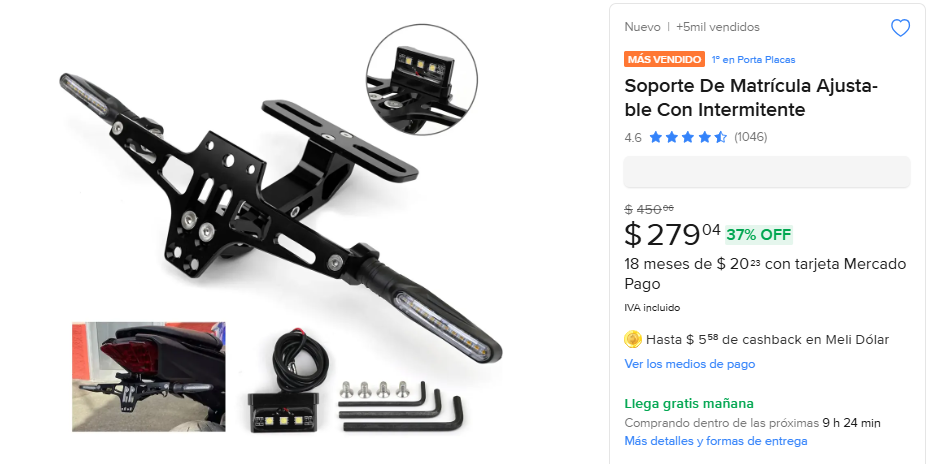 Nuevo | +5mil vendidos
MÁS VENDIDO 1º en Porta Placas
Soporte De Matrícula Ajusta-
ble Con Intermitente
4.6 (1046)
$ 450 06
$ 279 04 37% OFF
18 meses de $ 20 23 con tarjeta Mercado
Pago
IVA incluido
Hasta $ 5 58 de cashback en Meli Dólar
Ver los medios de pago
Llega gratis mañana
Comprando dentro de las próximas 9 h 24 min
Más detalles y formas de entrega